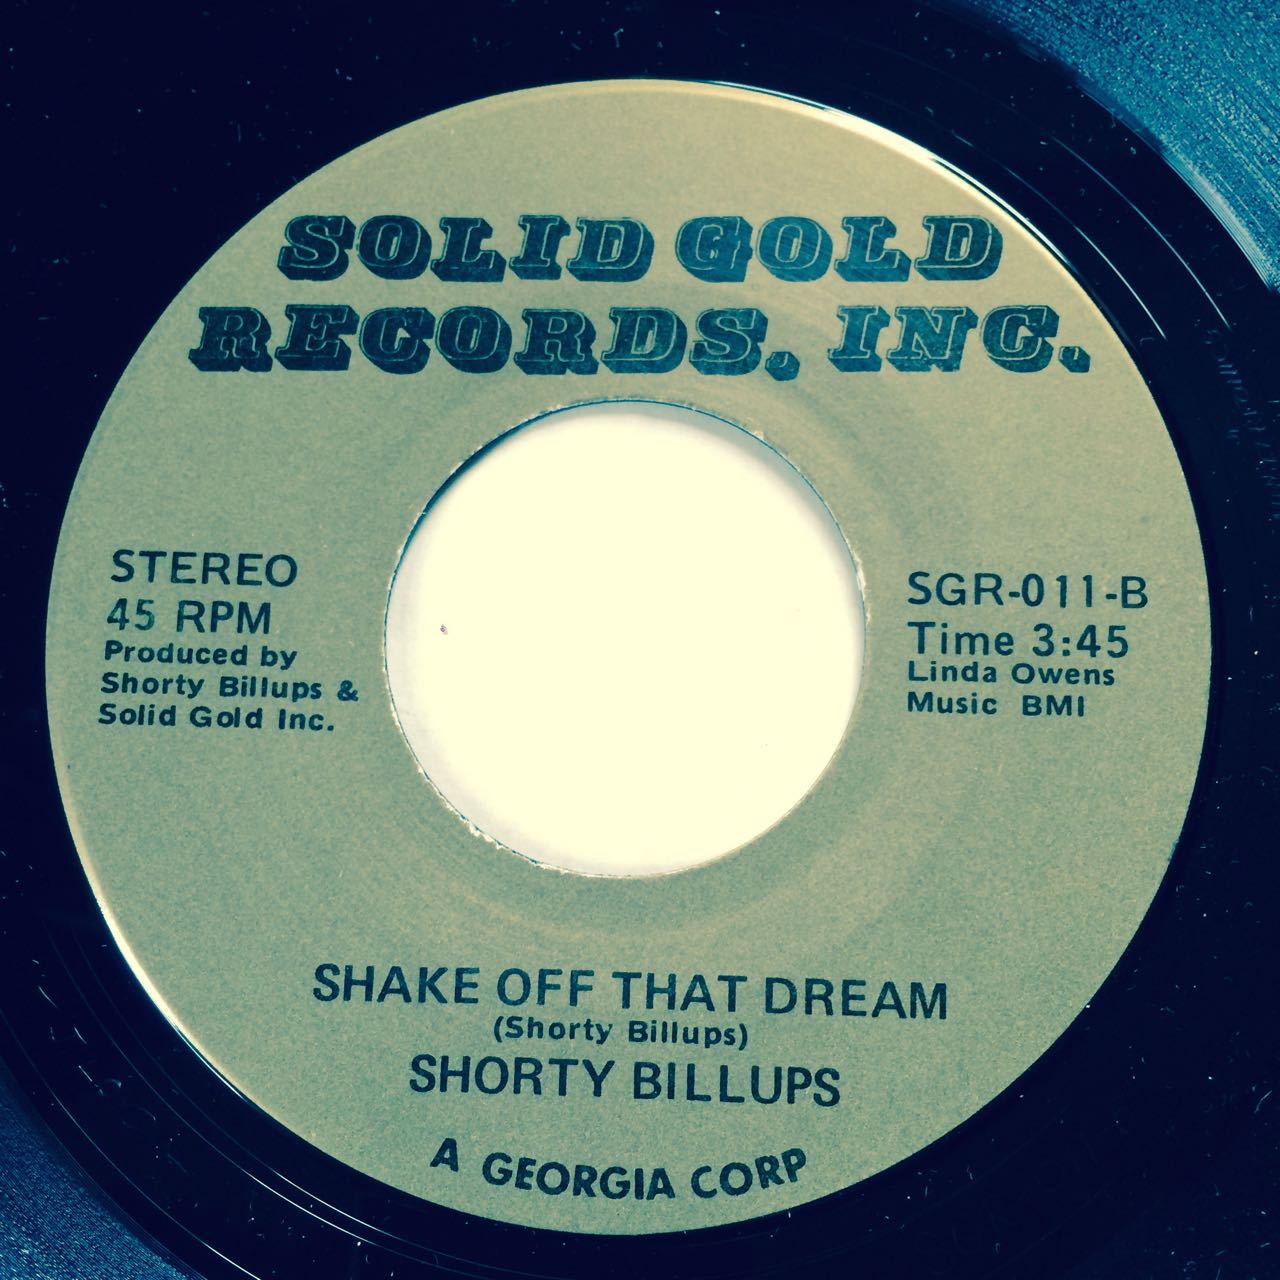 SOLID GOLD
RECORDS, INC.
STEREO
45 RPM
Produced by
Shorty Billups &
Solid Gold Inc.
SGR-011-B
Time 3:45
Linda Owens
Music BMI
SHAKE OFF THAT DREAM
(Shorty Billups)
SHORTY BILLUPS
A GEORGIA CORP